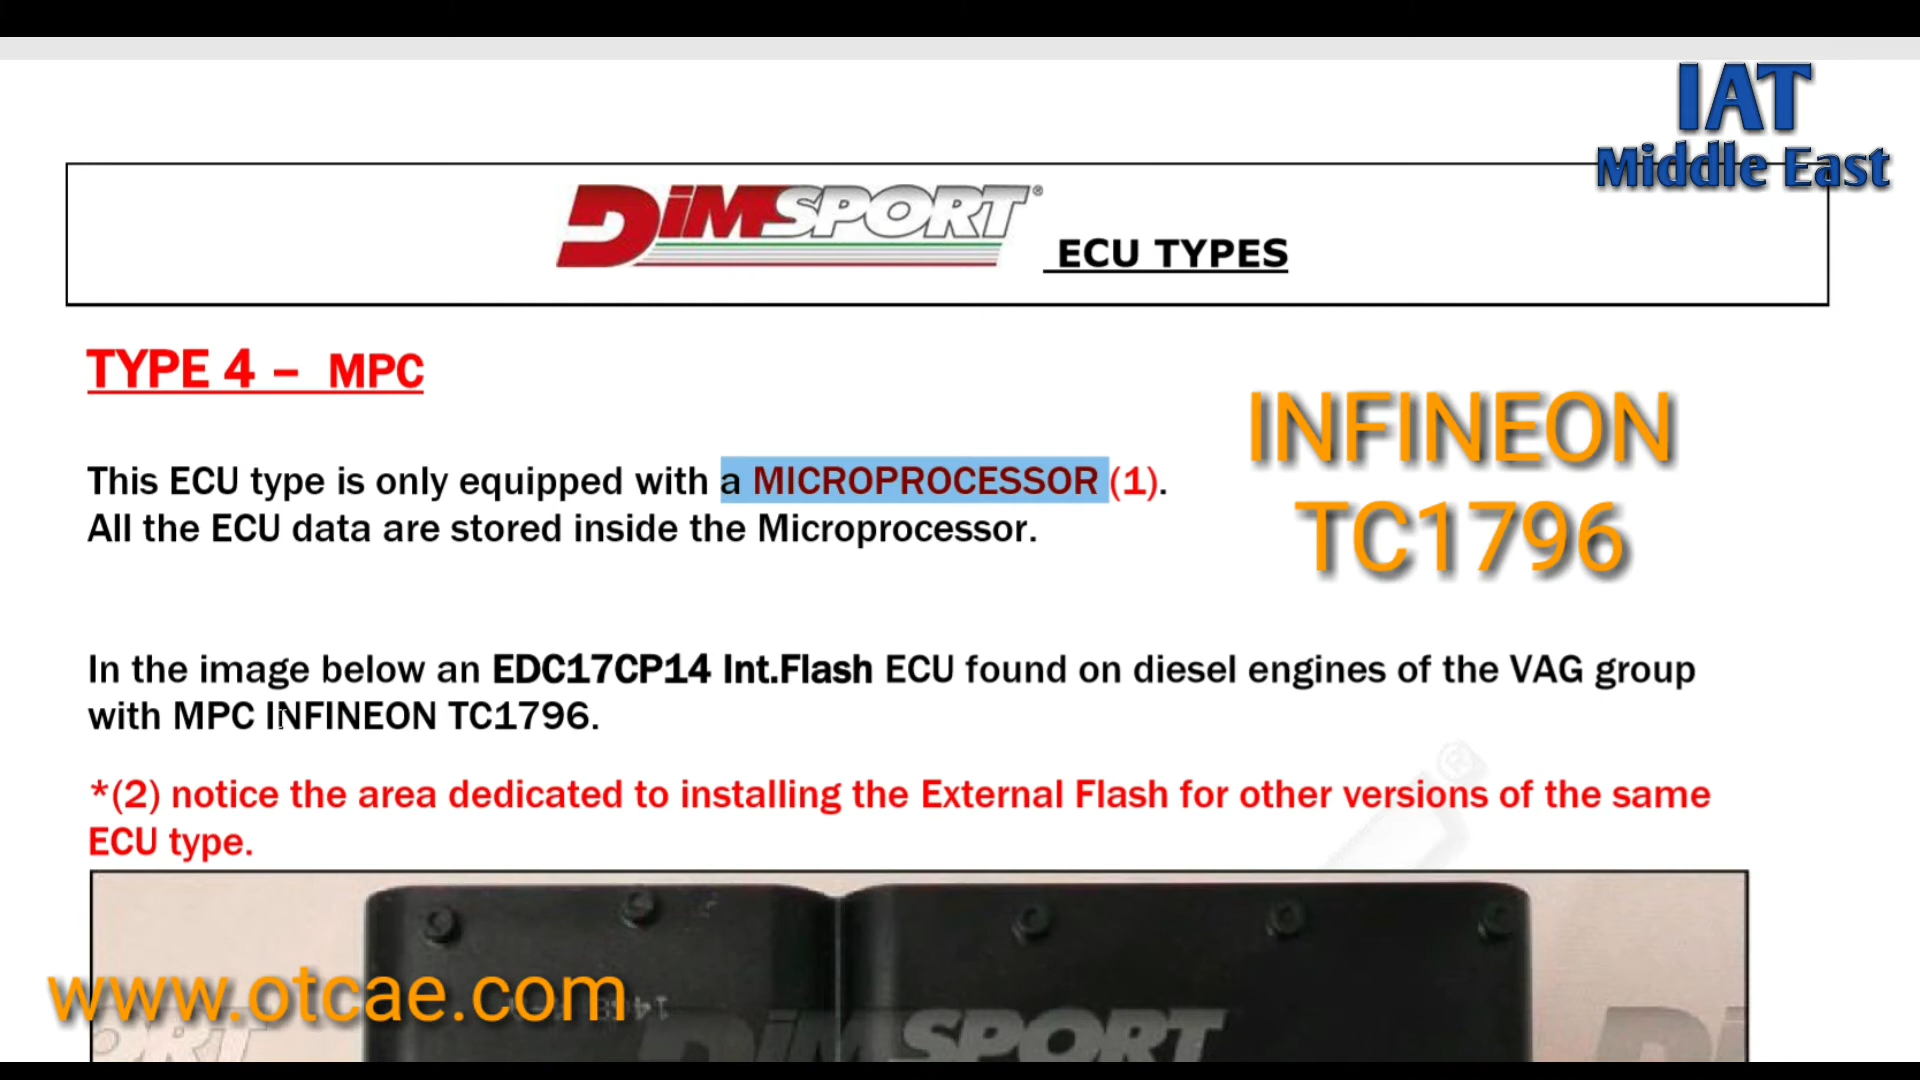 IAT
Middle East
DiMSPORT® ECU TYPES
TYPE 4 – MPC
INFINEON
TC1796
This ECU type is only equipped with a MICROPROCESSOR (1).
All the ECU data are stored inside the Microprocessor.
In the image below an EDC17CP14 Int.Flash ECU found on diesel engines of the VAG group
with MPC INFINEON TC1796.
*(2) notice the area dedicated to installing the External Flash for other versions of the same
ECU type.
www.otcae.com
DiMSPORT